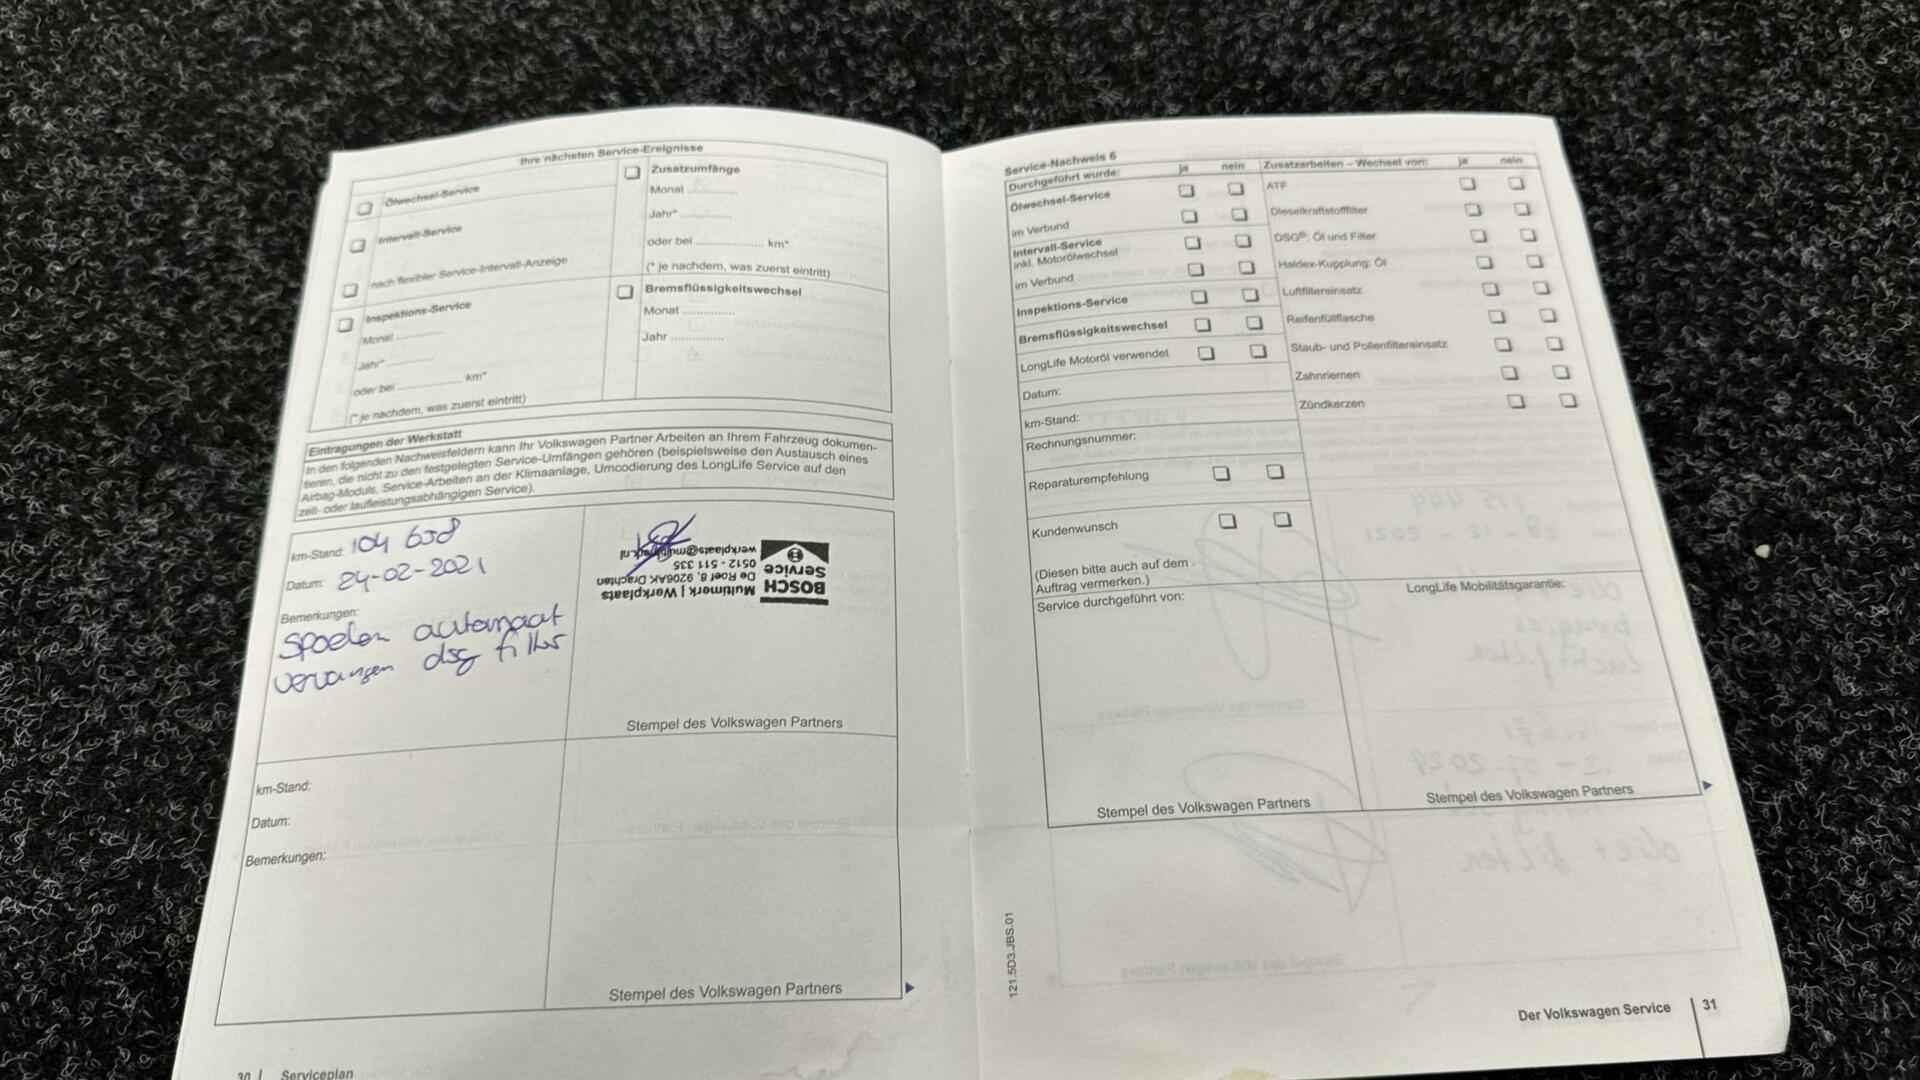 Ihre nächsten Service-Ereignisse
Ölwechsel-Service
Intervall-Service
nach flexibler Service-Intervall-Anzeige
Inspektions-Service
Monat ..............
Jahr* ..............
oder bei .................... km*
(* je nachdem, was zuerst eintritt)
Zusatzumfänge
Monat ..............
Jahr* ..............
oder bei .................... km*
(* je nachdem, was zuerst eintritt)
Bremsflüssigkeitswechsel
Monat ..............
Jahr ..............
Eintragungen der Werkstatt
In den folgenden Nachweisfeldern kann Ihr Volkswagen Partner Arbeiten an Ihrem Fahrzeug dokumen-
tieren, die nicht zu den festgelegten Service-Umfängen gehören (beispielsweise den Austausch eines
Airbag-Moduls, Service-Arbeiten an der Klimaanlage, Umcodierung des LongLife Service auf den
zeit- oder laufleistungsabhängigen Service).
km-Stand: 104 658
Datum: 24-02-2021
Bemerkungen:
spoelen automaat
vervangen dsg filter
BOSCH
Service
Multimerk | Werkplaats
De Roef 8, 9206AK Drachten
0512 - 511 335
Stempel des Volkswagen Partners
km-Stand:
Datum:
Bemerkungen:
Stempel des Volkswagen Partners
30 | Serviceplan
Service-Nachweis 6
Durchgeführt wurde: ja nein
Ölwechsel-Service
im Verbund
Intervall-Service
inkl. Motorölwechsel
im Verbund
Inspektions-Service
Bremsflüssigkeitswechsel
LongLife Motoröl verwendet
Datum:
km-Stand:
Rechnungsnummer:
Reparaturempfehlung
Kundenwunsch
(Diesen bitte auch auf dem
Auftrag vermerken.)
Service durchgeführt von:
Stempel des Volkswagen Partners
Zusatzarbeiten – Wechsel von: ja nein
ATF
Dieselkraftstofffilter
DSG®: Öl und Filter
Haldex-Kupplung: Öl
Luftfiltereinsatz
Reifenfüllflasche
Staub- und Pollenfiltereinsatz
Zahnriemen
Zündkerzen
LongLife Mobilitätsgarantie:
Stempel des Volkswagen Partners
121.5D3.JBS.01
Der Volkswagen Service | 31